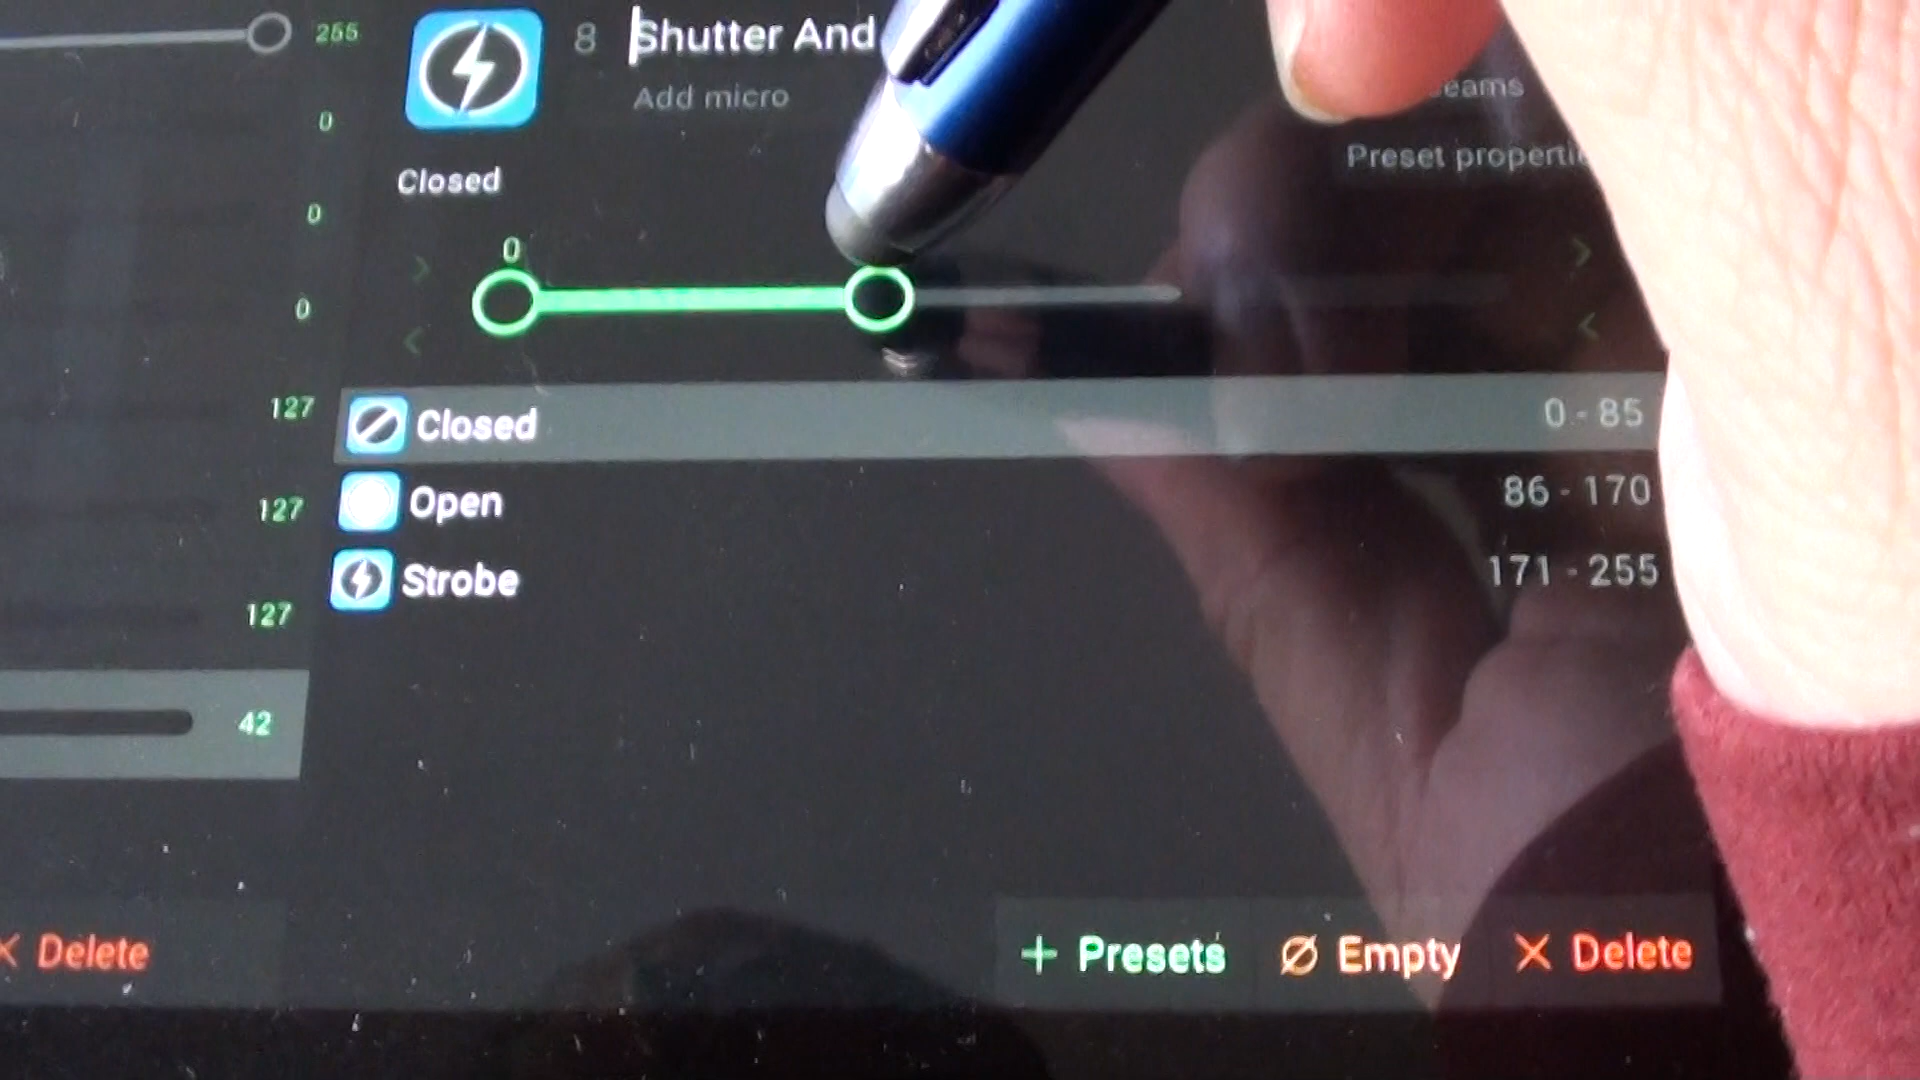 255
0
0
0
127
127
127
42
Delete
8 Shutter And
Add micro
Preset
Closed
0
Closed 0 - 85
Open 86 - 170
Strobe 171 - 255
+ Presets Empty Delete